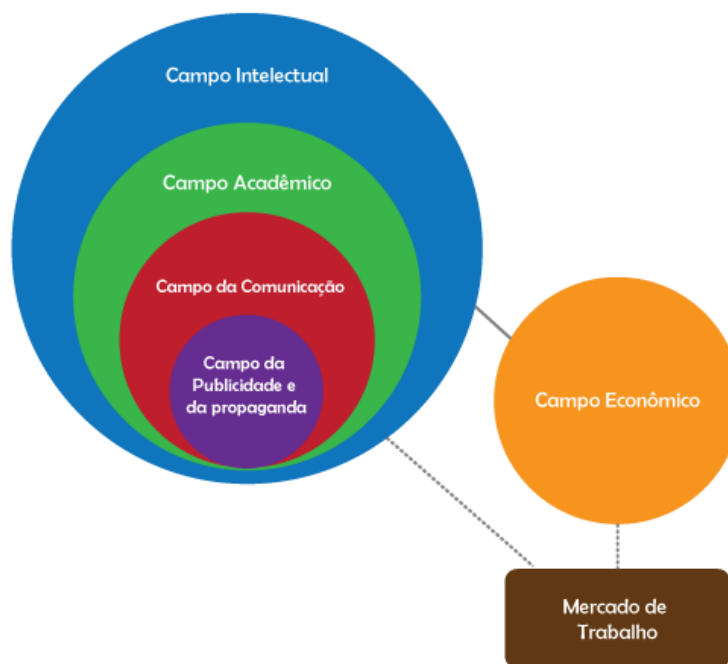 Campo Intelectual
Campo Acadêmico
Campo da Comunicação
Campo da
Publicidade e
da propaganda
Campo Econômico
Mercado de
Trabalho